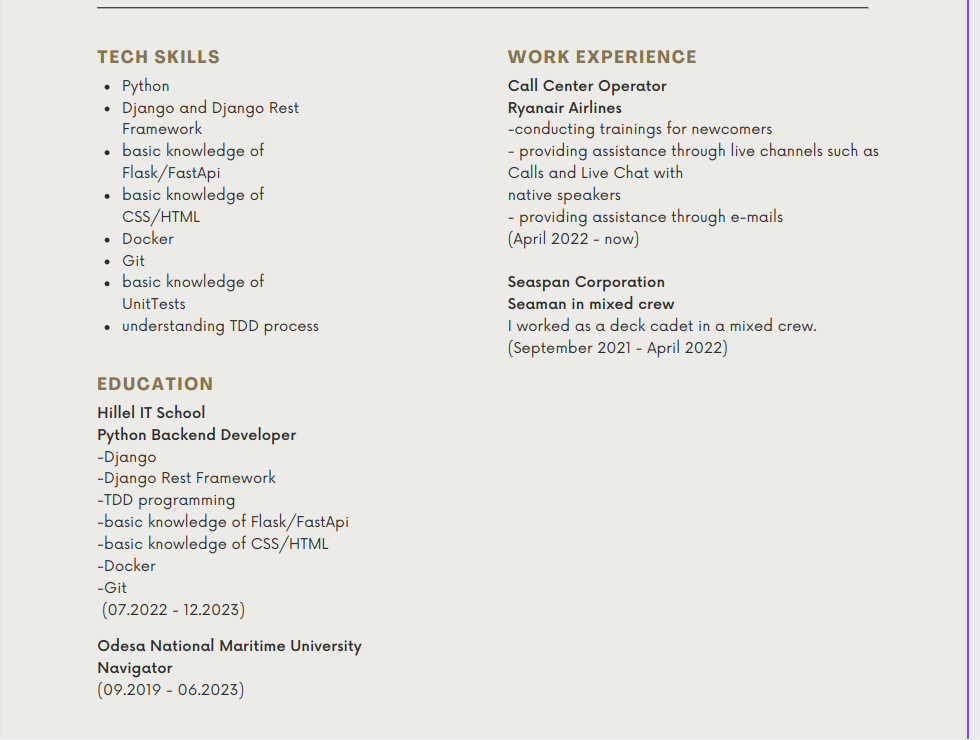 TECH SKILLS
• Python
• Django and Django Rest
Framework
• basic knowledge of
Flask/FastApi
• basic knowledge of
CSS/HTML
• Docker
• Git
• basic knowledge of
UnitTests
• understanding TDD process
EDUCATION
Hillel IT School
Python Backend Developer
-Django
-Django Rest Framework
-TDD programming
-basic knowledge of Flask/FastApi
-basic knowledge of CSS/HTML
-Docker
-Git
(07.2022 - 12.2023)
Odesa National Maritime University
Navigator
(09.2019 - 06.2023)
WORK EXPERIENCE
Call Center Operator
Ryanair Airlines
-conducting trainings for newcomers
- providing assistance through live channels such as
Calls and Live Chat with
native speakers
- providing assistance through e-mails
(April 2022 - now)
Seaspan Corporation
Seaman in mixed crew
I worked as a deck cadet in a mixed crew.
(September 2021 - April 2022)